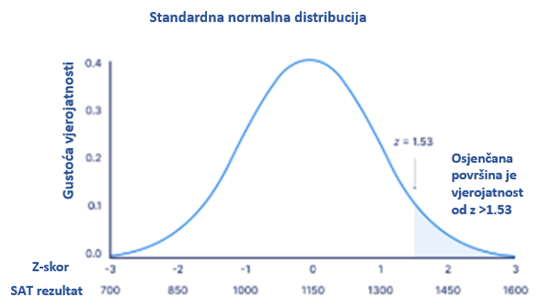 Standardna normalna distribucija
Gustoća vjerojatnosti
0.4
0.3
0.2
0.1
0.0
z = 1.53
Osjenčana
površina je
vjerojatnost
od z >1.53
Z-skor -3 -2 -1 0 1 2 3
SAT rezultat 700 850 1000 1150 1300 1450 1600